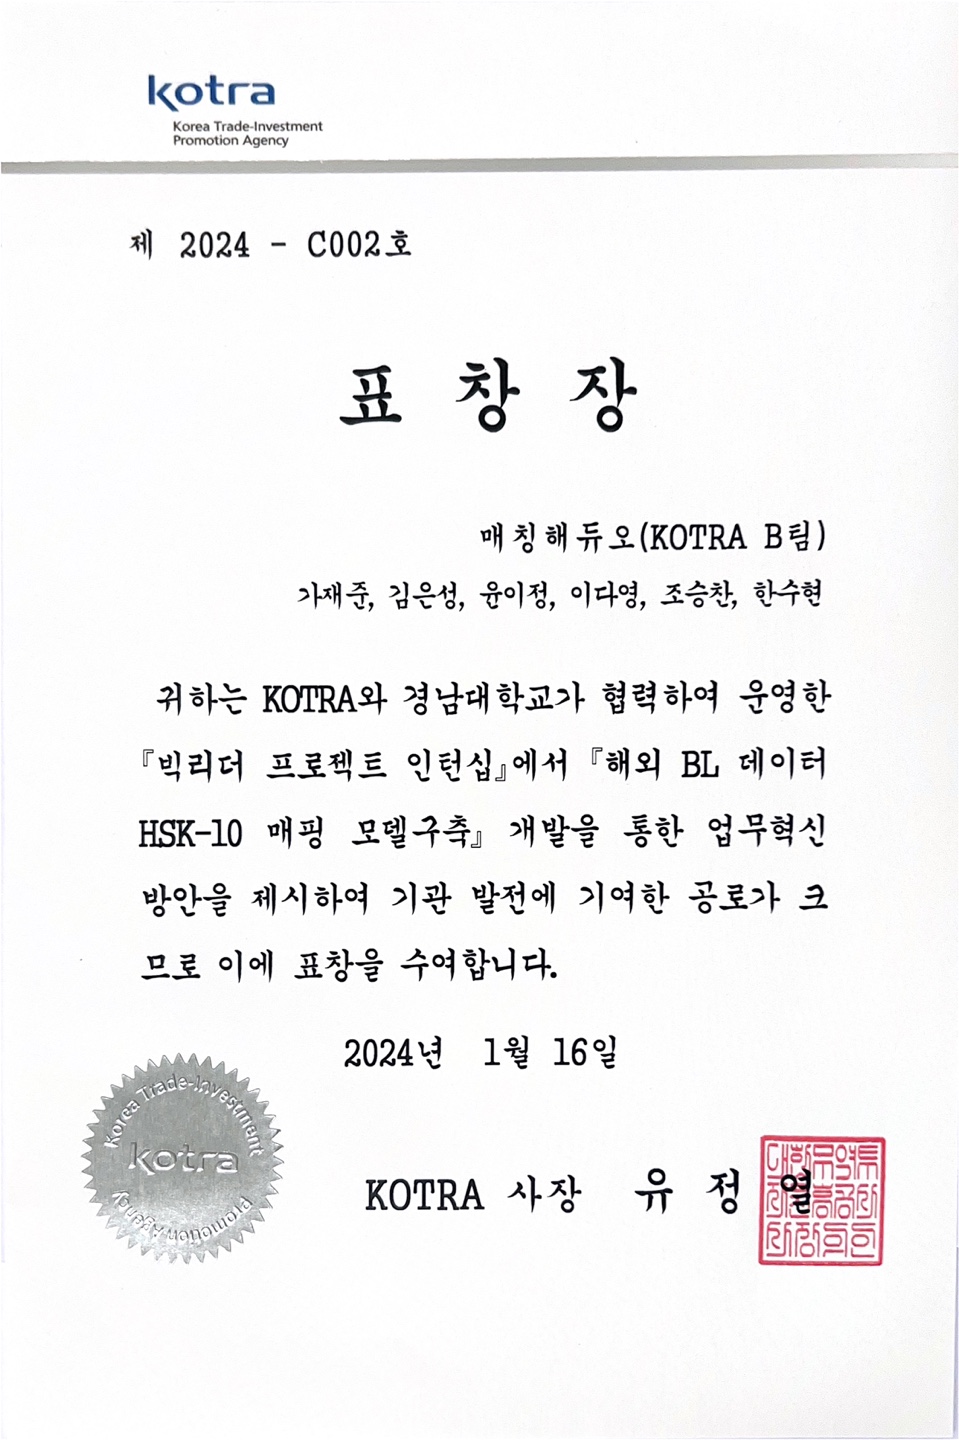 kotra
Korea Trade-Investment
Promotion Agency
제 2024 - C002호
표 창 장
매칭해듀오(KOTRA B팀)
가재준, 김은성, 윤이정, 이다영, 조승찬, 한수현
귀하는 KOTRA와 경남대학교가 협력하여 운영한
『빅리더 프로젝트 인턴십』에서 『해외 BL 데이터
HSK-10 매핑 모델구축』 개발을 통한 업무혁신
방안을 제시하여 기관 발전에 기여한 공로가 크
므로 이에 표창을 수여합니다.
2024년 1월 16일
Korea Trade-Investment
kotra
Promotion Agency
KOTRA 사장 유 정 열